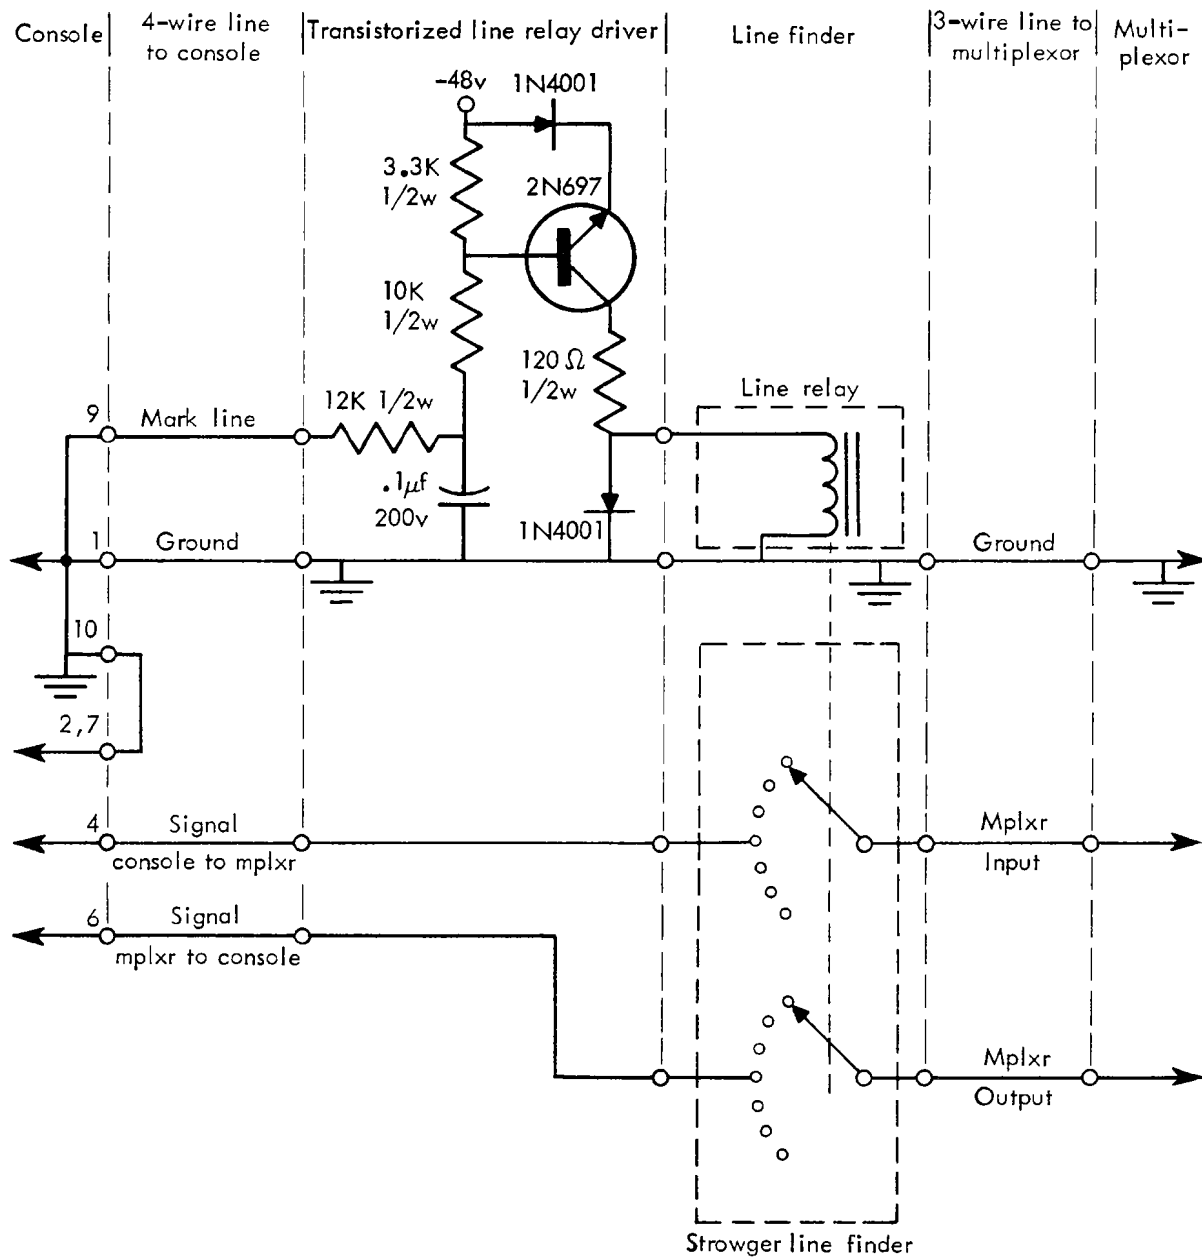 Console
4-wire line
to console
Transistorized line relay driver
Line finder
3-wire line to
multiplexor
Multi-
plexor
-48v
1N4001
3.3K
1/2w
2N697
10K
1/2w
120 Ω
1/2w
Line relay
9
Mark line
12K 1/2w
.1μf
200v
1N4001
1
Ground
Ground
10
2,7
4
Signal
console to mplxr
Mplxr
Input
6
Signal
mplxr to console
Mplxr
Output
Strowger line finder